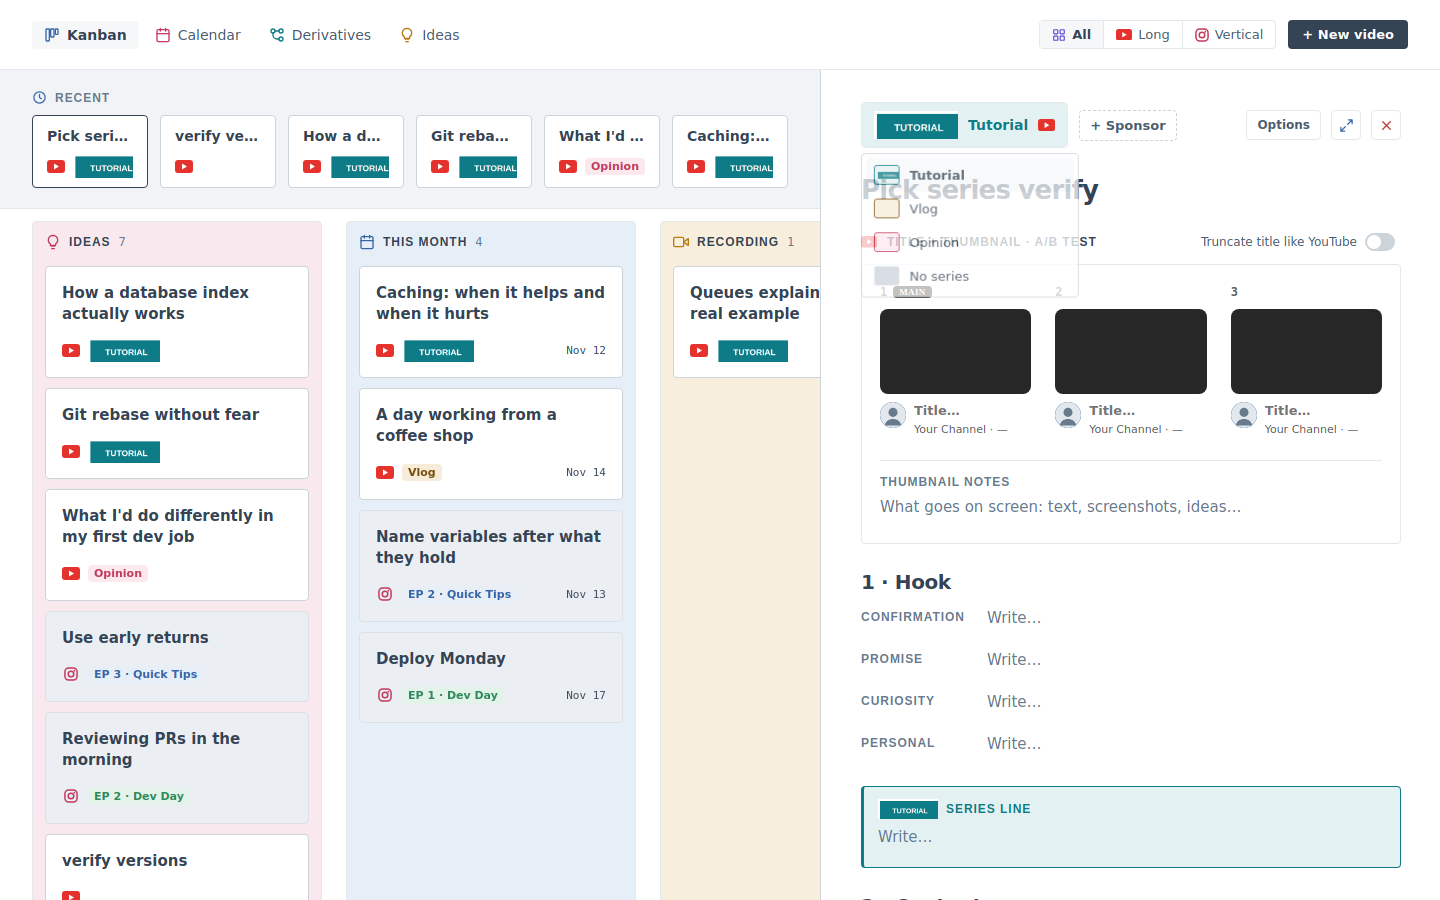 Kanban
Calendar
Derivatives
Ideas
All
Long
Vertical
+ New video
RECENT
Pick seri...
TUTORIAL
verify ve...
How a d...
TUTORIAL
Git reba...
TUTORIAL
What I'd ...
Opinion
Caching:...
TUTORIAL
IDEAS 7
How a database index
actually works
TUTORIAL
Git rebase without fear
TUTORIAL
What I'd do differently in
my first dev job
Opinion
Use early returns
EP 3 · Quick Tips
Reviewing PRs in the
morning
EP 2 · Dev Day
verify versions
THIS MONTH 4
Caching: when it helps and
when it hurts
TUTORIAL
Nov 12
A day working from a
coffee shop
Vlog
Nov 14
Name variables after what
they hold
EP 2 · Quick Tips
Nov 13
Deploy Monday
EP 1 · Dev Day
Nov 17
RECORDING 1
Queues explain
real example
TUTORIAL
TUTORIAL
Tutorial
+ Sponsor
Options
Tutorial
Vlog
Opinion
No series
Pick series verify
TITLE + THUMBNAIL · A/B TEST
Truncate title like YouTube
1 MAIN
2
3
Title...
Your Channel · —
Title...
Your Channel · —
Title...
Your Channel · —
THUMBNAIL NOTES
What goes on screen: text, screenshots, ideas...
1 · Hook
CONFIRMATION
Write...
PROMISE
Write...
CURIOSITY
Write...
PERSONAL
Write...
TUTORIAL
SERIES LINE
Write...